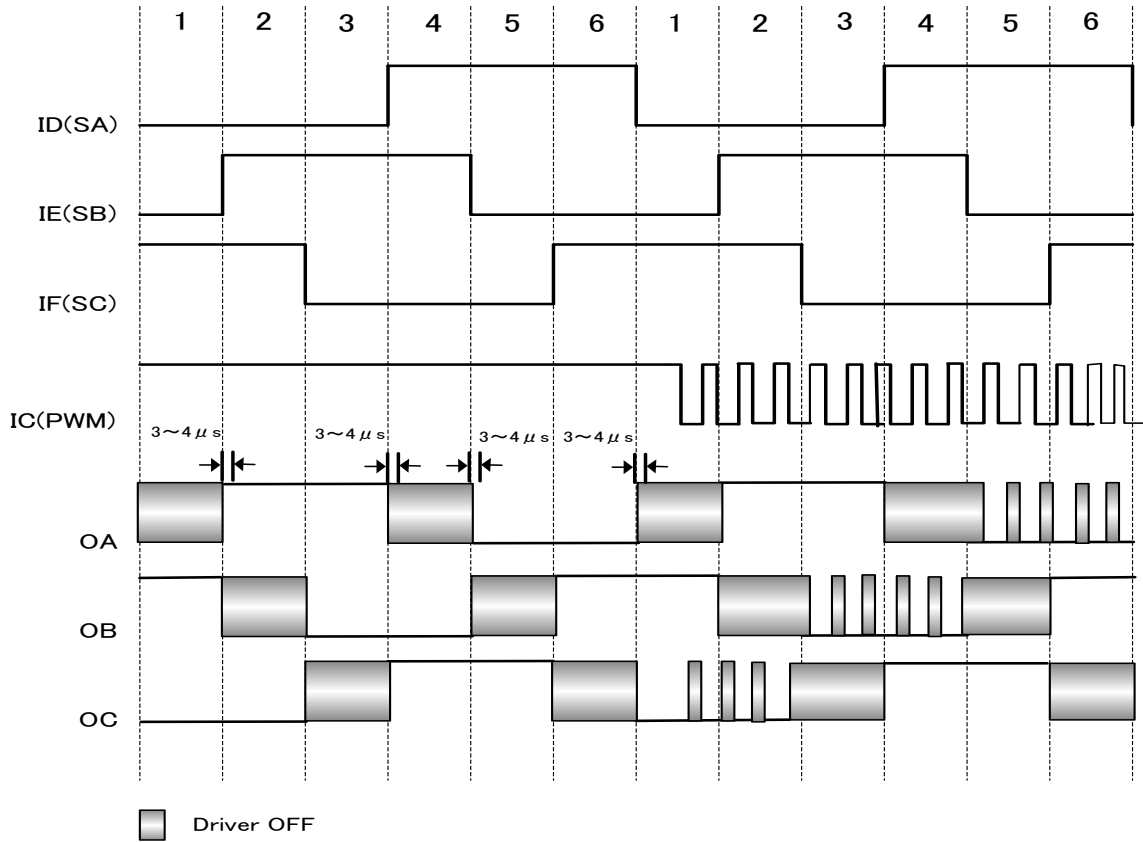 1 2 3 4 5 6 1 2 3 4 5 6
ID(SA)
IE(SB)
IF(SC)
IC(PWM)
3~4μs 3~4μs 3~4μs 3~4μs
OA
OB
OC
Driver OFF